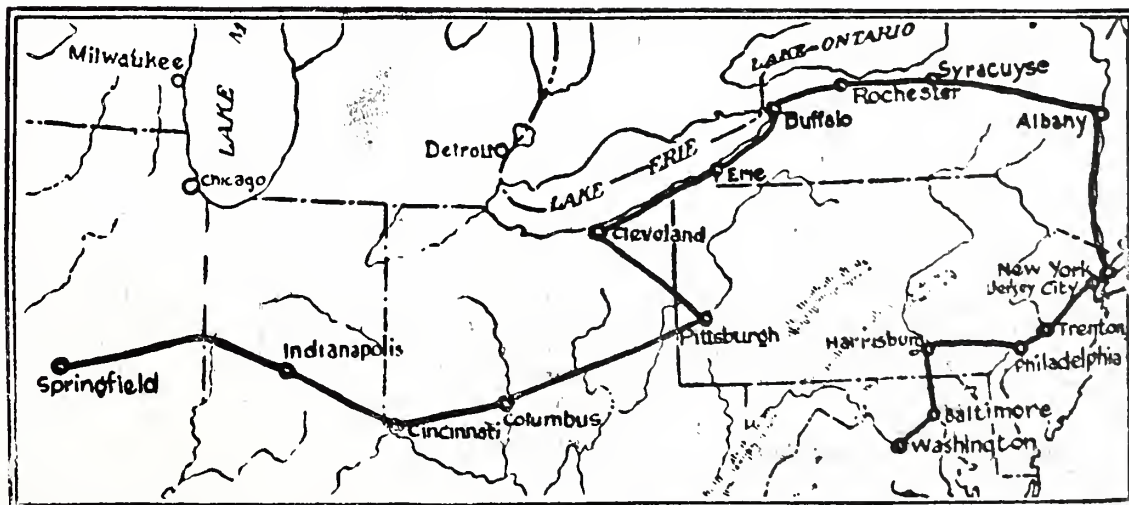 Milwaukee
LAKE M
Chicago
Detroit
LAKE ERIE
LAKE-ONTARIO
Syracuyse
Rochester
Buffalo
Albany
Erie
Cleveland
New York
Jersey City
Trenton
Philadelphia
Harrisburg
Pittsburgh
Indianapolis
Springfield
Cincinnati
Columbus
Baltimore
Washington